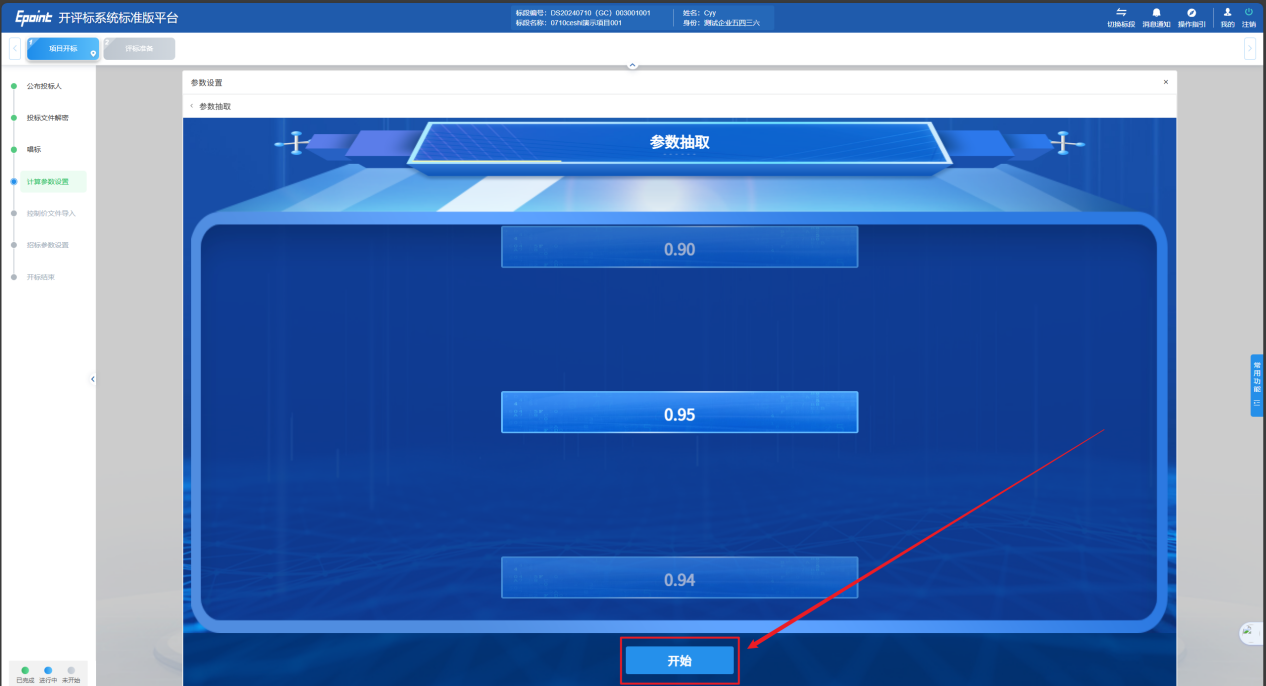 Epoint 开评标系统标准版平台
标段编号：DS20240710（GC）003001001
标段名称：0710ceshi演示项目001
姓名：Cyy
身份：测试企业五四三六
切换标段 消息通知 操作指引 我的 注销
1 项目开标
2 评标准备
公布投标人
投标文件解密
唱标
计算参数设置
控制价文件导入
招标参数设置
开标结束
已完成 进行中 未开始
参数设置 ×
参数抽取
参数抽取
0.90
0.95
0.94
开始
常用功能